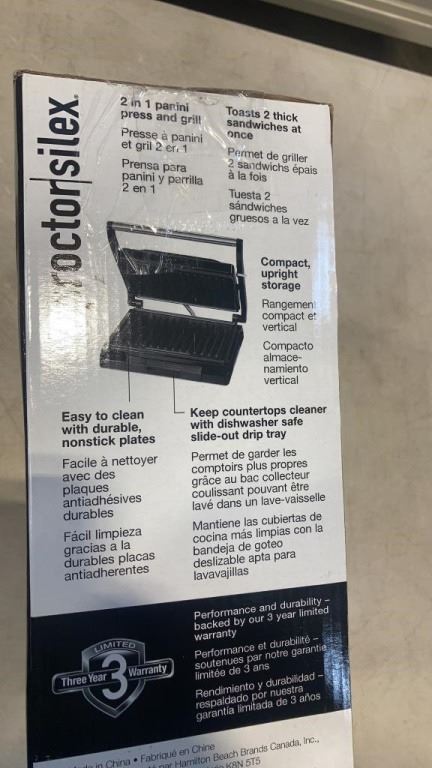 roctor|silex.
2 in 1 panini
press and grill
Presse à panini
et gril 2 en 1
Prensa para
panini y parrilla
2 en 1
Toasts 2 thick
sandwiches at
once
Permet de griller
2 sandwichs épais
à la fois
Tuesta 2
sándwiches
gruesos a la vez
Compact,
upright
storage
Rangement
compact et
vertical
Compacto
almace-
namiento
vertical
Easy to clean
with durable,
nonstick plates
Facile à nettoyer
avec des
plaques
antiadhésives
durables
Fácil limpieza
gracias a la
durables placas
antiadherentes
Keep countertops cleaner
with dishwasher safe
slide-out drip tray
Permet de garder les
comptoirs plus propres
grâce au bac collecteur
coulissant pouvant être
lavé dans un lave-vaisselle
Mantiene las cubiertas de
cocina más limpias con la
bandeja de goteo
deslizable apta para
lavavajillas
LIMITED
Three Year 3 Warranty
Performance and durability –
backed by our 3 year limited
warranty
Performance et durabilité –
soutenues par notre garantie
limitée de 3 ans
Rendimiento y durabilidad –
respaldado por nuestra
garantía limitada de 3 años
in China • Fabriqué en Chine
par Hamilton Beach Brands Canada, Inc.,
K8N 5T5